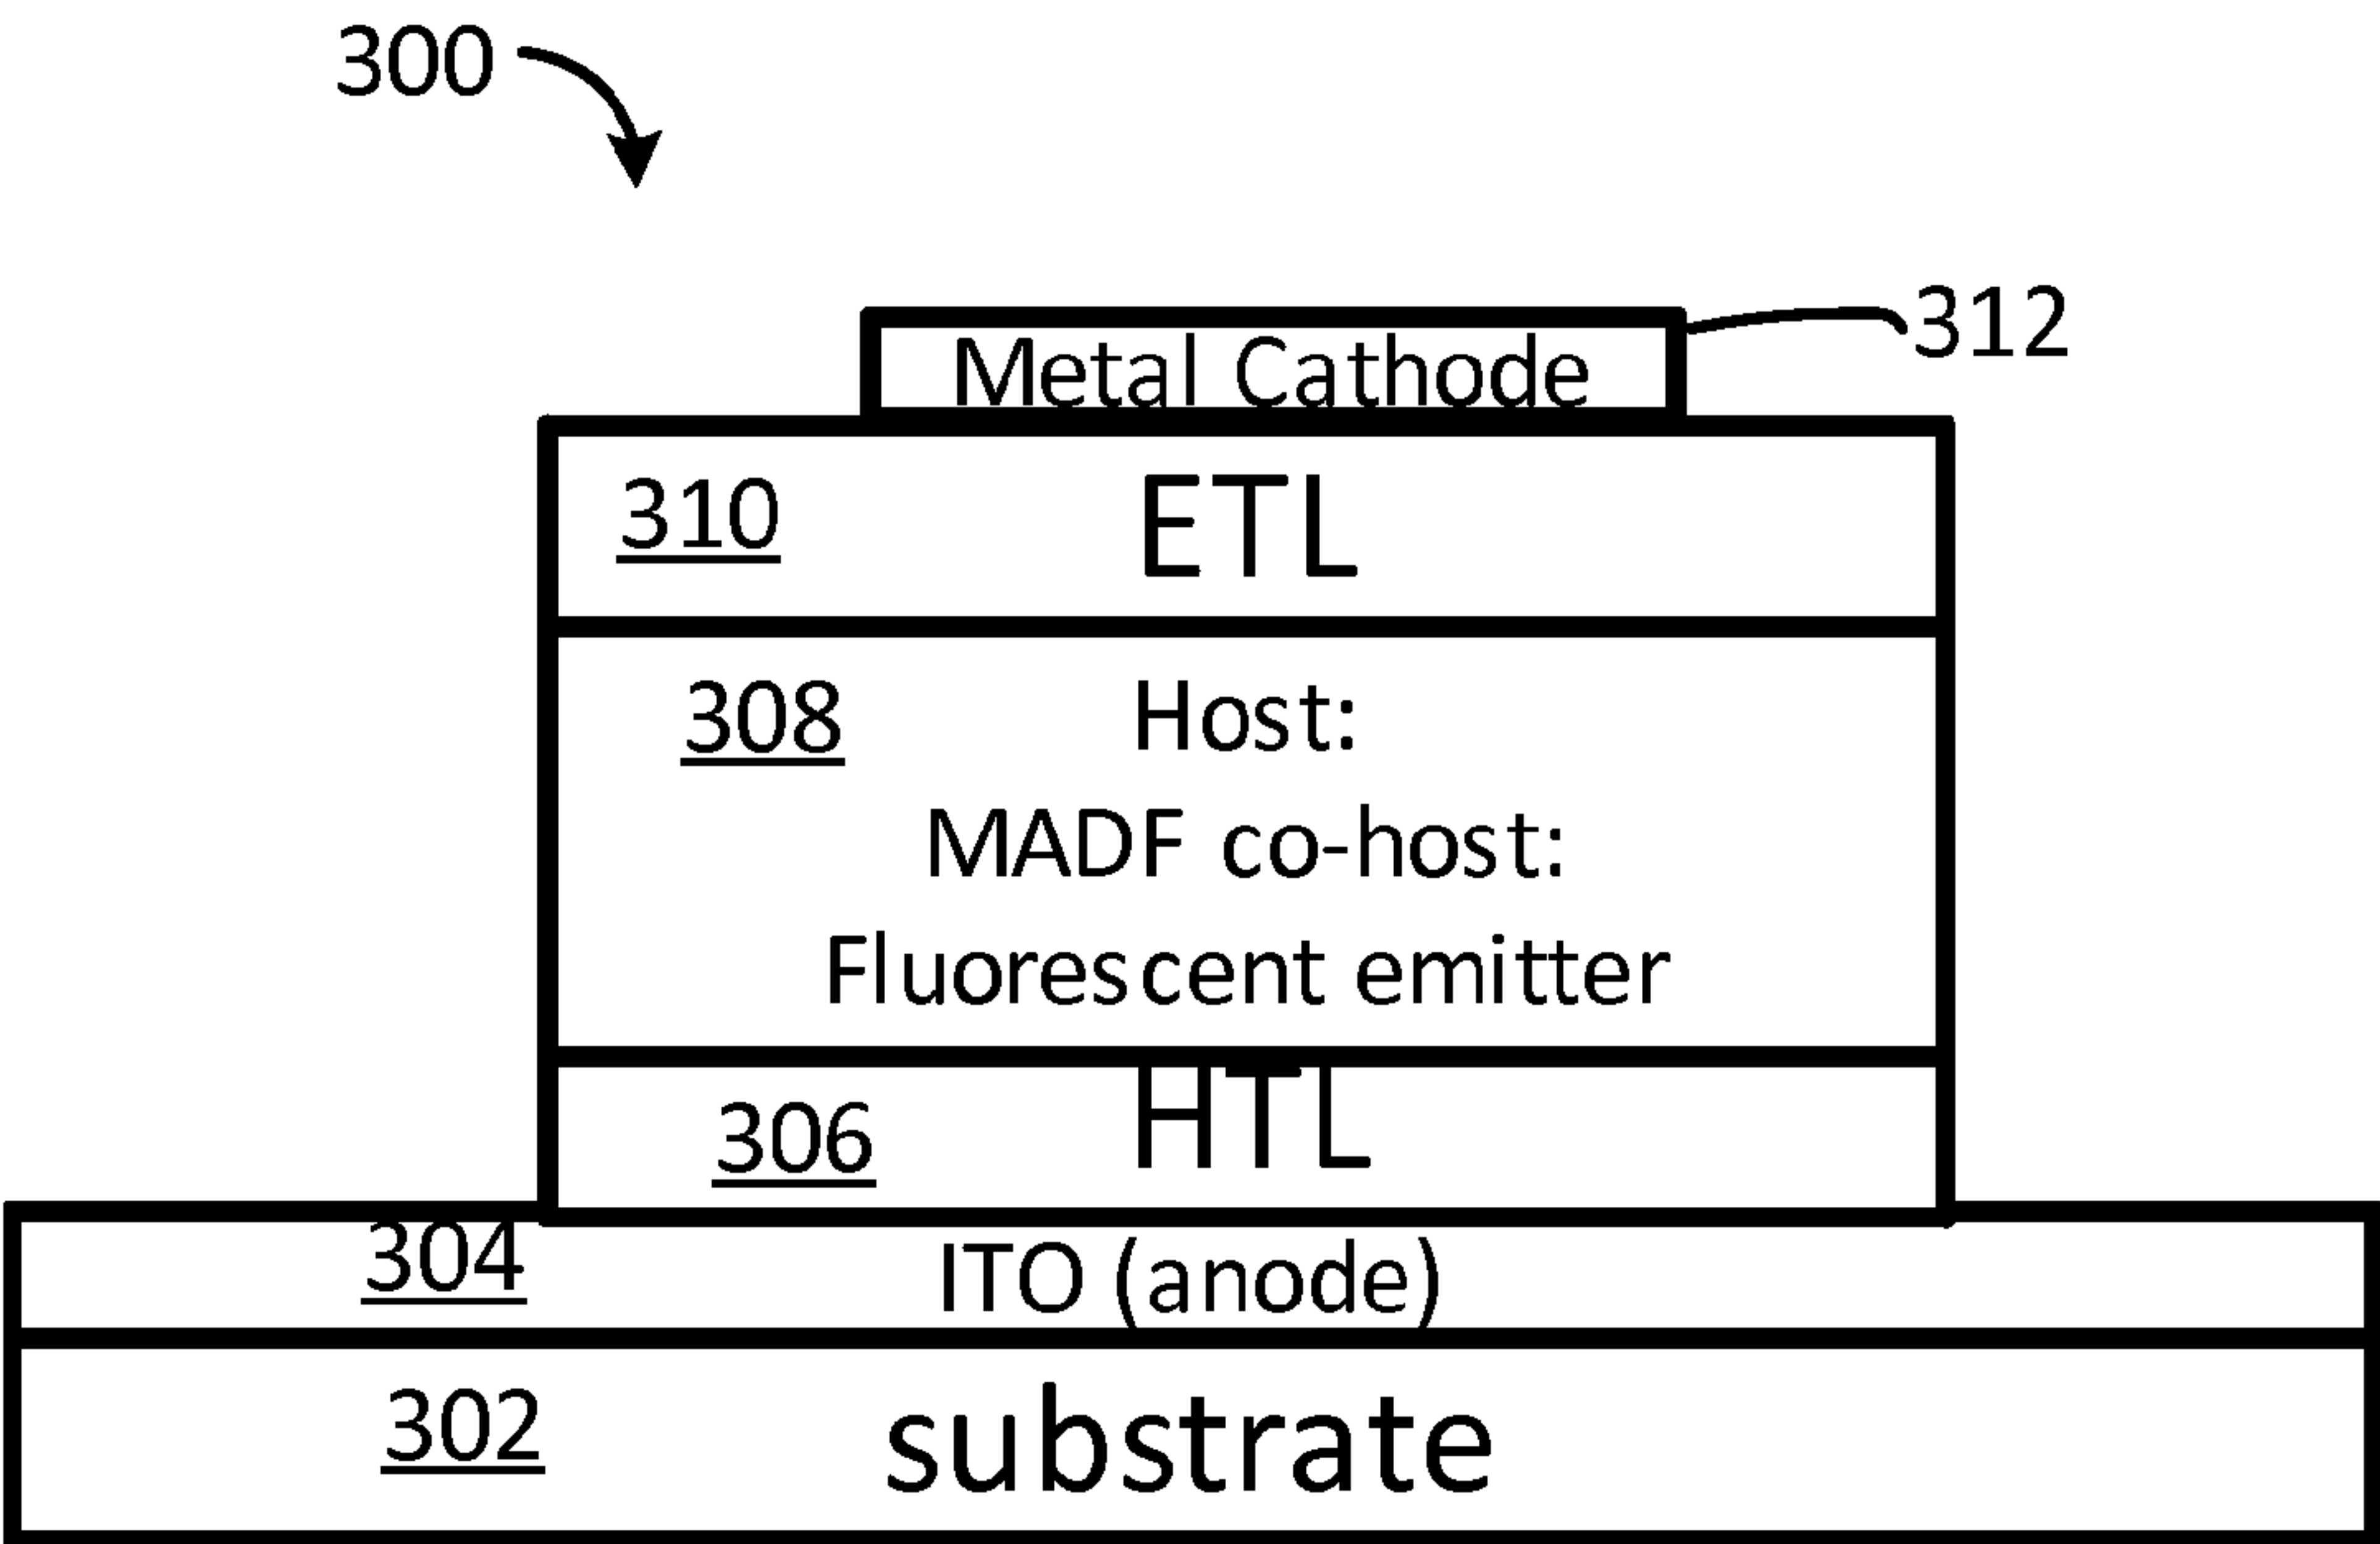 300
312
Metal Cathode
310 ETL
308 Host:
MADF co-host:
Fluorescent emitter
306 HTL
304 ITO (anode)
302 substrate